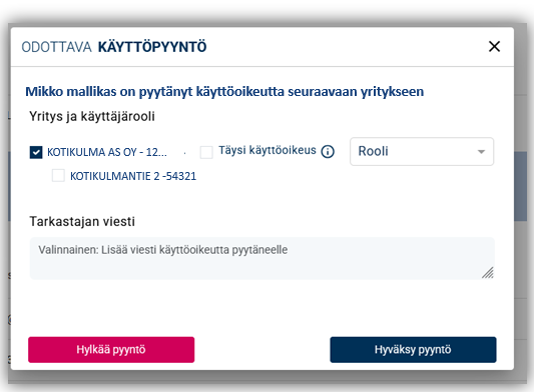 ODOTTAVA KÄYTTÖPYYNTÖ
Mikko mallikas on pyytänyt käyttöoikeutta seuraavaan yritykseen
Yritys ja käyttäjärooli
KOTIKULMA AS OY - 12... Täysi käyttöoikeus Rooli
KOTIKULMANTIE 2 -54321
Tarkastajan viesti
Valinnainen: Lisää viesti käyttöoikeutta pyytäneelle
Hylkää pyyntö Hyväksy pyyntö